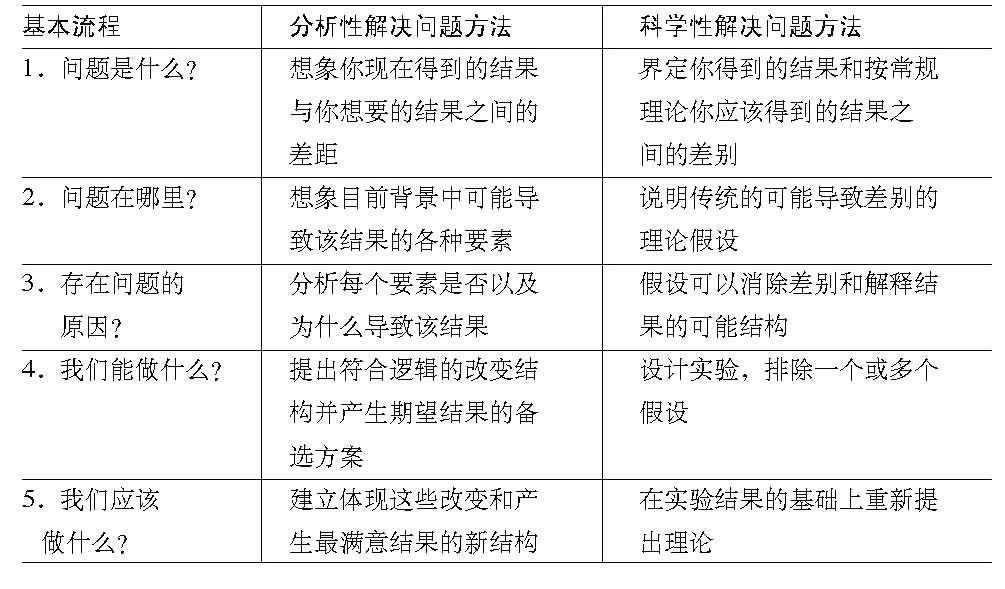 基本流程 分析性解决问题方法 科学性解决问题方法
1. 问题是什么? 想象你现在得到的结果 界定你得到的结果和按常规
与你想要的结果之间的 理论你应该得到的结果之
差距 间的差别
2. 问题在哪里? 想象目前背景中可能导 说明传统的可能导致差别的
致该结果的各种要素 理论假设
3. 存在问题的 分析每个要素是否以及 假设可以消除差别和解释结
原因? 为什么导致该结果 果的可能结构
4. 我们能做什么? 提出符合逻辑的改变结 设计实验，排除一个或多个
构并产生期望结果的备 假设
选方案
5. 我们应该 建立体现这些改变和产 在实验结果的基础上重新提
做什么? 生最满意结果的新结构 出理论